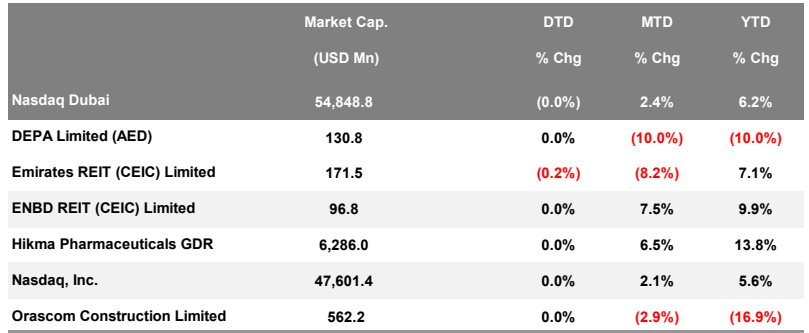 Market Cap. DTD MTD YTD
(USD Mn) % Chg % Chg % Chg
Nasdaq Dubai 54,848.8 (0.0%) 2.4% 6.2%
DEPA Limited (AED) 130.8 0.0% (10.0%) (10.0%)
Emirates REIT (CEIC) Limited 171.5 (0.2%) (8.2%) 7.1%
ENBD REIT (CEIC) Limited 96.8 0.0% 7.5% 9.9%
Hikma Pharmaceuticals GDR 6,286.0 0.0% 6.5% 13.8%
Nasdaq, Inc. 47,601.4 0.0% 2.1% 5.6%
Orascom Construction Limited 562.2 0.0% (2.9%) (16.9%)